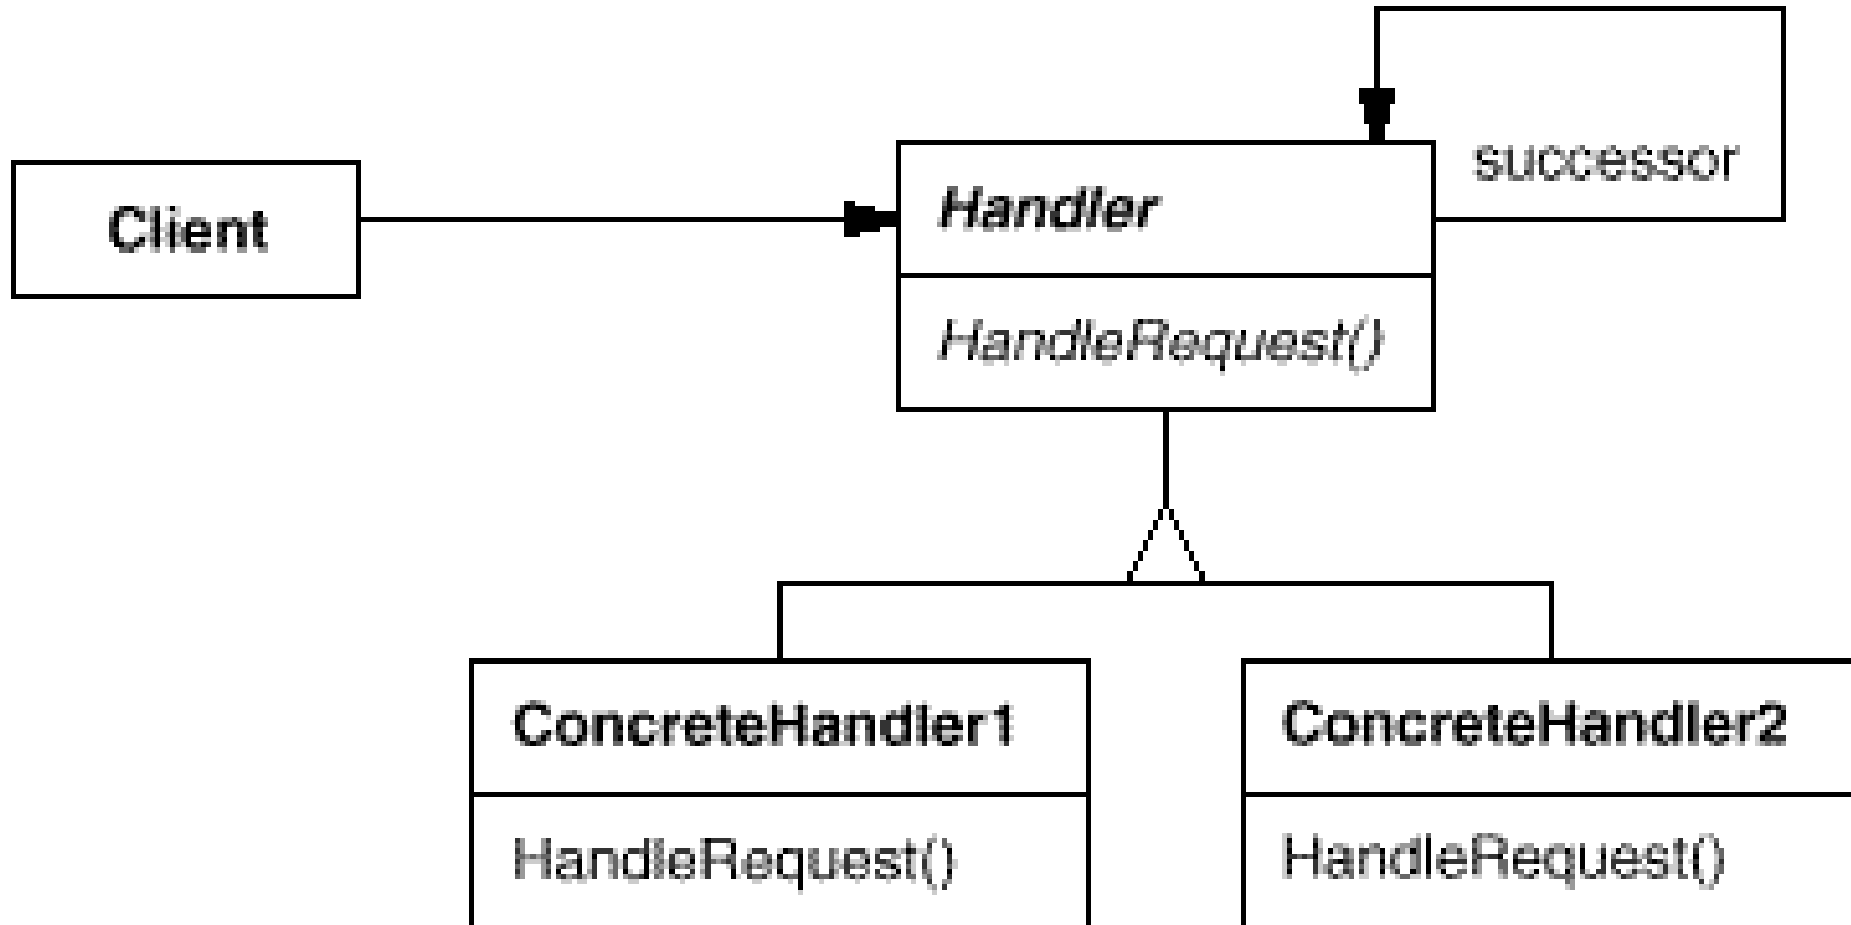 successor
Client
Handler
HandleRequest()
ConcreteHandler1
ConcreteHandler2
HandleRequest()
HandleRequest()